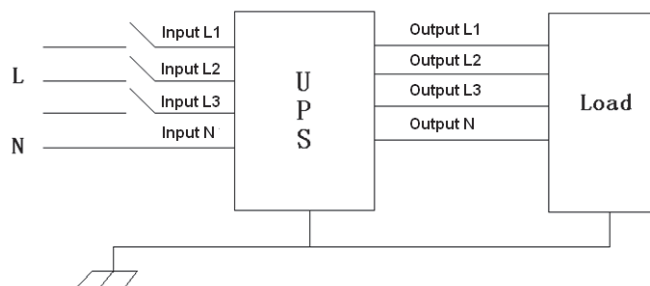 Input L1
Output L1
L
Input L2
Output L2
Input L3
Output L3
N
Input N
Output N
U
P
S
Load